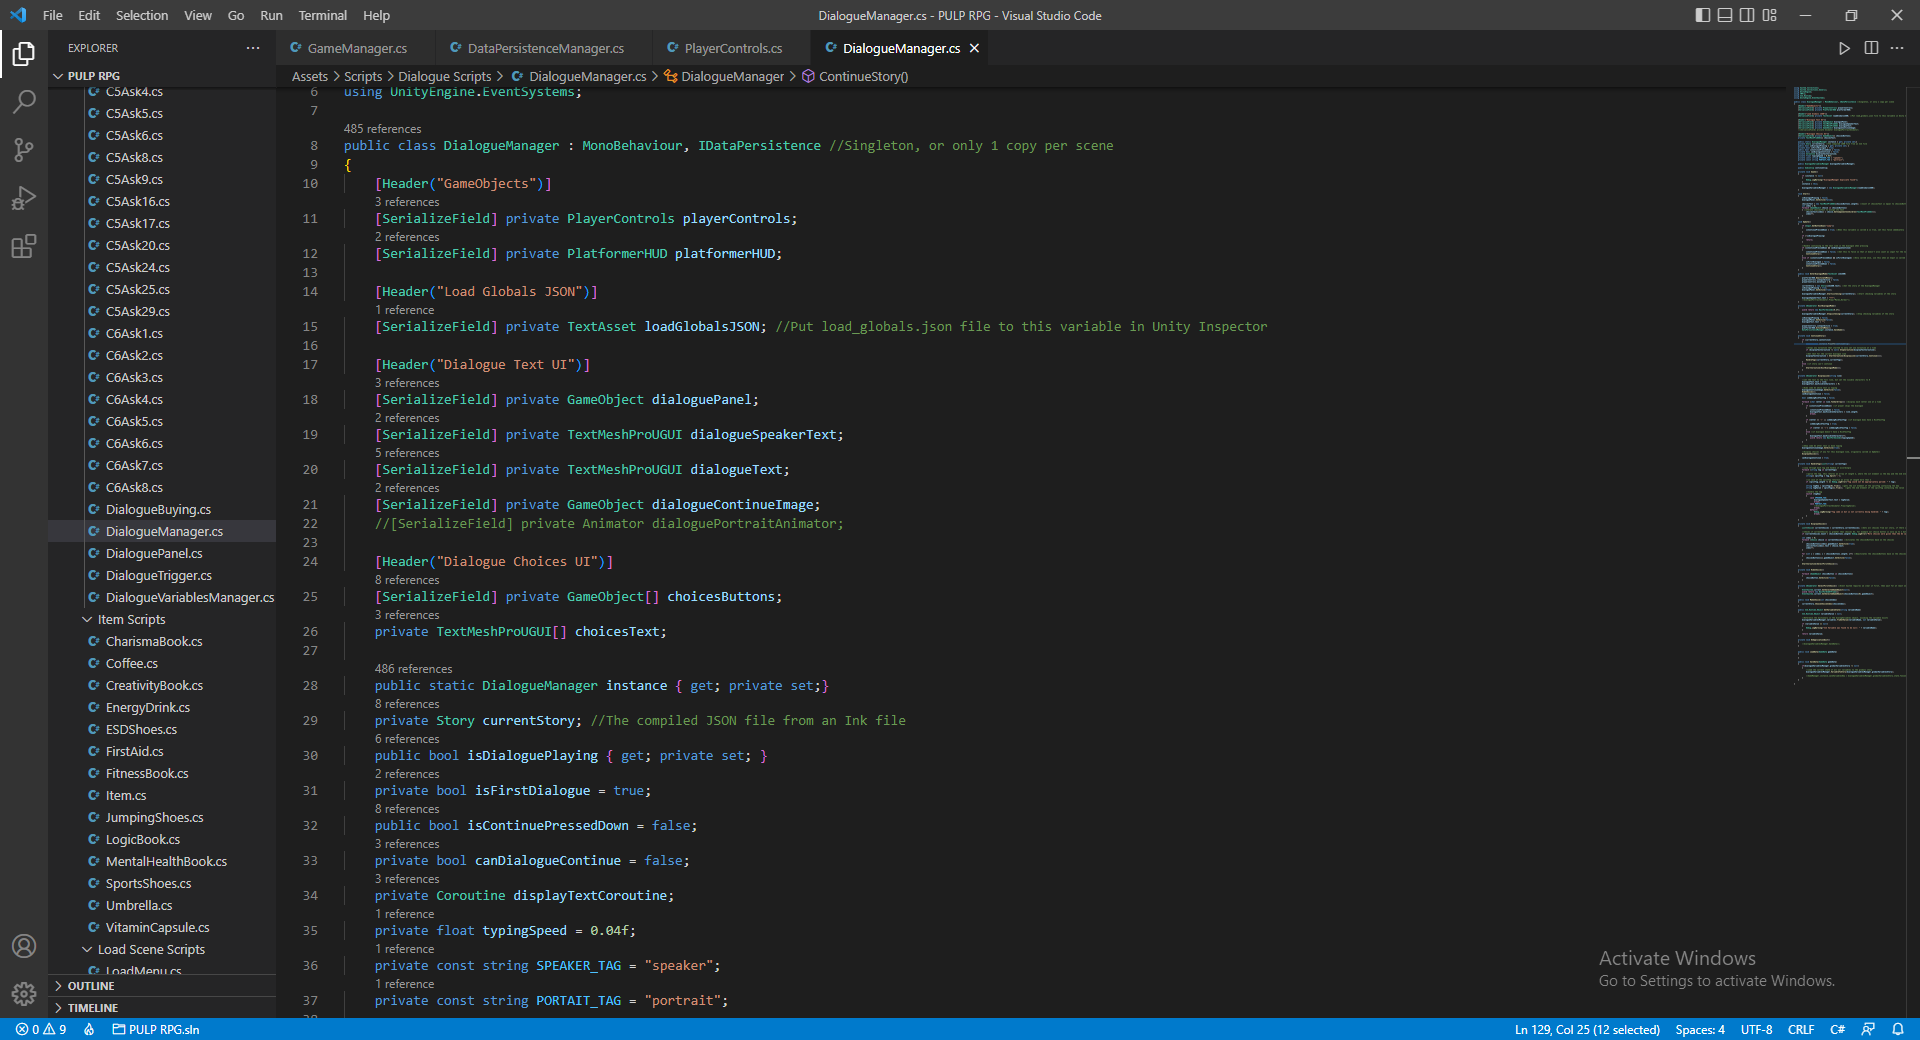 File Edit Selection View Go Run Terminal Help
DialogueManager.cs - PULP RPG - Visual Studio Code
EXPLORER
PULP RPG
C5Ask4.cs
C5Ask5.cs
C5Ask6.cs
C5Ask8.cs
C5Ask9.cs
C5Ask16.cs
C5Ask17.cs
C5Ask20.cs
C5Ask24.cs
C5Ask25.cs
C5Ask29.cs
C6Ask1.cs
C6Ask2.cs
C6Ask3.cs
C6Ask4.cs
C6Ask5.cs
C6Ask6.cs
C6Ask7.cs
C6Ask8.cs
DialogueBuying.cs
DialogueManager.cs
DialoguePanel.cs
DialogueTrigger.cs
DialogueVariablesManager.cs
Item Scripts
CharismaBook.cs
Coffee.cs
CreativityBook.cs
EnergyDrink.cs
ESDShoes.cs
FirstAid.cs
FitnessBook.cs
Item.cs
JumpingShoes.cs
LogicBook.cs
MentalHealthBook.cs
SportsShoes.cs
Umbrella.cs
VitaminCapsule.cs
Load Scene Scripts
LoadMenu.cs
OUTLINE
TIMELINE
GameManager.cs DataPersistenceManager.cs PlayerControls.cs DialogueManager.cs
Assets > Scripts > Dialogue Scripts > DialogueManager.cs > DialogueManager > ContinueStory()
6 using UnityEngine.EventSystems;
7
485 references
8 public class DialogueManager : MonoBehaviour, IDataPersistence //Singleton, or only 1 copy per scene
9 {
10 [Header("GameObjects")]
3 references
11 [SerializeField] private PlayerControls playerControls;
2 references
12 [SerializeField] private PlatformerHUD platformerHUD;
13
14 [Header("Load Globals JSON")]
1 reference
15 [SerializeField] private TextAsset loadGlobalsJSON; //Put load_globals.json file to this variable in Unity Inspector
16
17 [Header("Dialogue Text UI")]
3 references
18 [SerializeField] private GameObject dialoguePanel;
2 references
19 [SerializeField] private TextMeshProUGUI dialogueSpeakerText;
5 references
20 [SerializeField] private TextMeshProUGUI dialogueText;
2 references
21 [SerializeField] private GameObject dialogueContinueImage;
22 //[SerializeField] private Animator dialoguePortraitAnimator;
23
24 [Header("Dialogue Choices UI")]
8 references
25 [SerializeField] private GameObject[] choicesButtons;
3 references
26 private TextMeshProUGUI[] choicesText;
27
486 references
28 public static DialogueManager instance { get; private set;}
8 references
29 private Story currentStory; //The compiled JSON file from an Ink file
6 references
30 public bool isDialoguePlaying { get; private set; }
2 references
31 private bool isFirstDialogue = true;
8 references
32 public bool isContinuePressedDown = false;
3 references
33 private bool canDialogueContinue = false;
3 references
34 private Coroutine displayTextCoroutine;
1 reference
35 private float typingSpeed = 0.04f;
1 reference
36 private const string SPEAKER_TAG = "speaker";
1 reference
37 private const string PORTAIT_TAG = "portrait";
Activate Windows
Go to Settings to activate Windows.
0 9 PULP RPG.sln
Ln 129, Col 25 (12 selected) Spaces: 4 UTF-8 CRLF C#